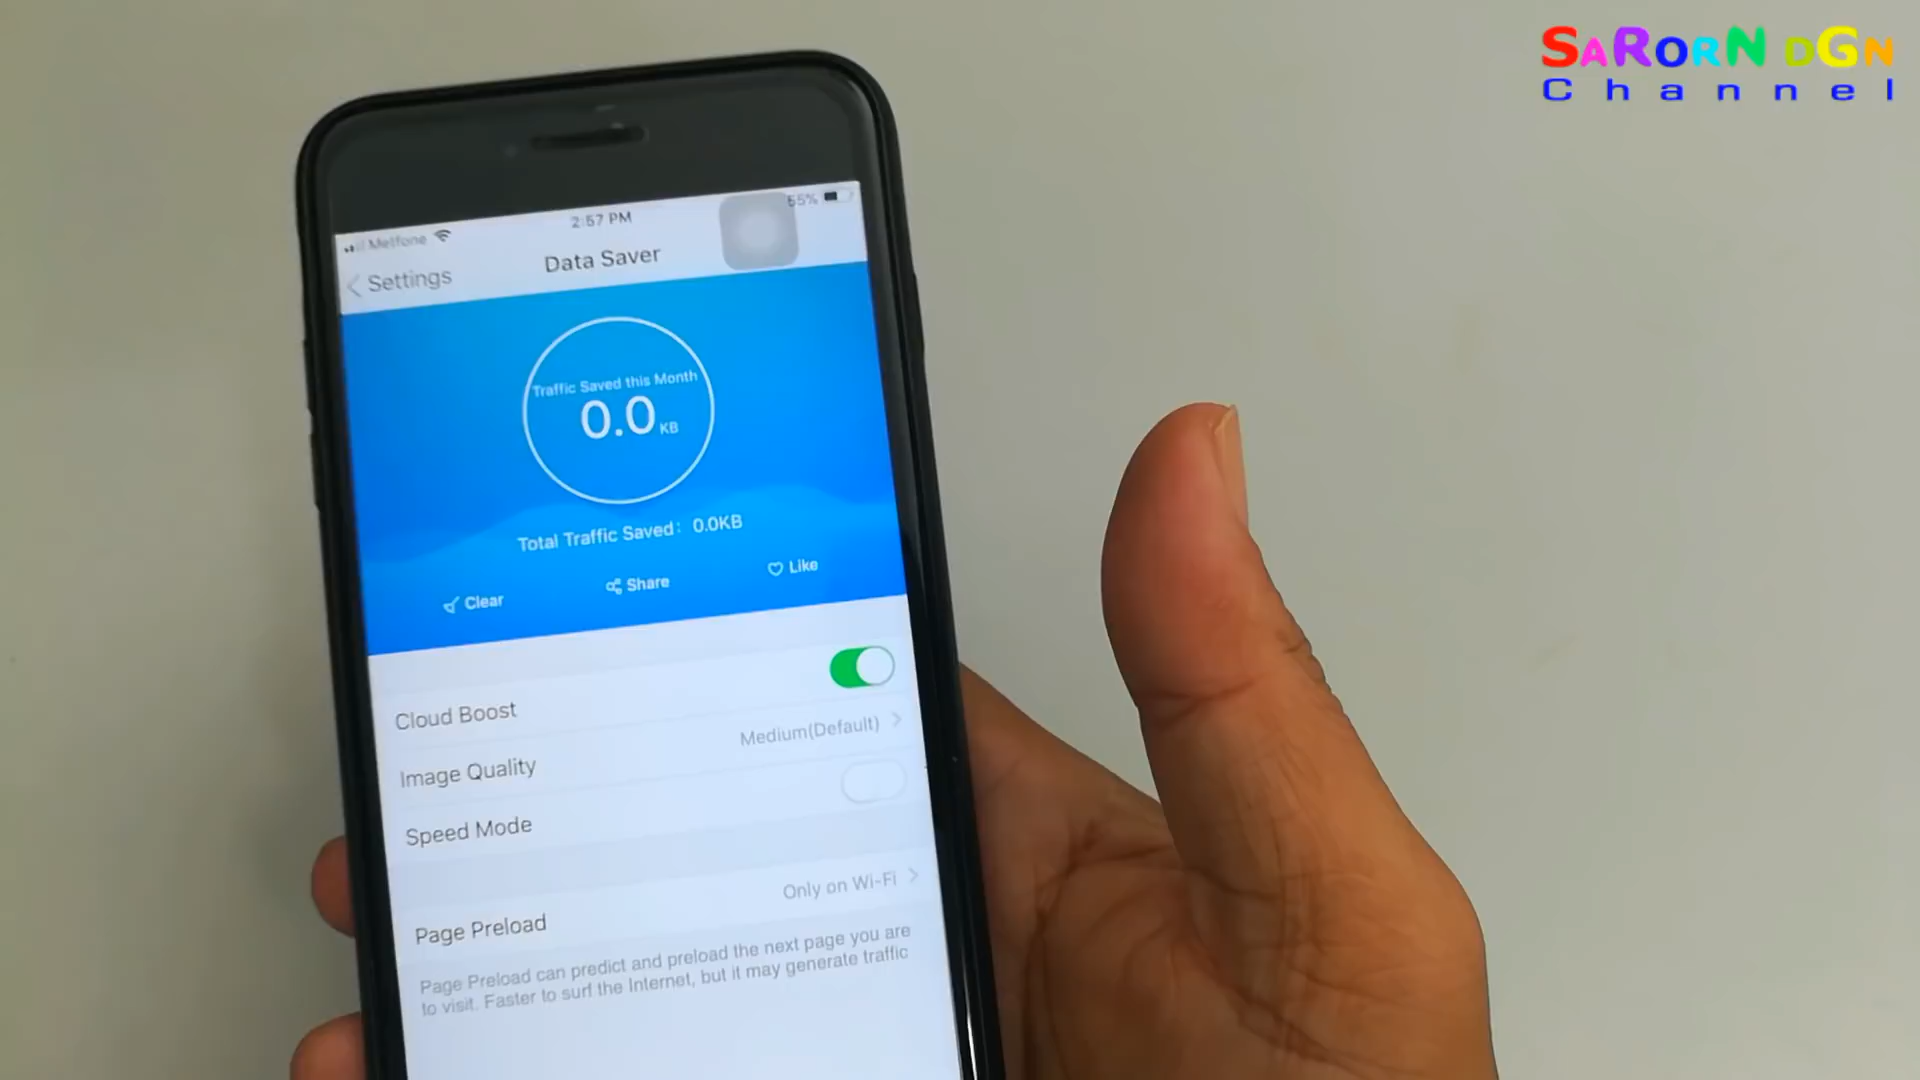 SaRorN DGN
Channel
Metfone
2:57 PM
55%
Settings
Data Saver
Traffic Saved this Month
0.0 KB
Total Traffic Saved: 0.0KB
Clear
Share
Like
Cloud Boost
Image Quality
Medium(Default)
Speed Mode
Page Preload
Only on Wi-Fi
Page Preload can predict and preload the next page you are
to visit. Faster to surf the Internet, but it may generate traffic